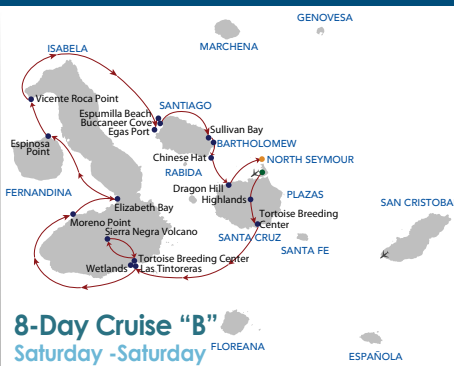 GENOVESA
MARCHENA
ISABELA
Vicente Roca Point
SANTIAGO
Espumilla Beach
Buccaneer Cove
Egas Port
Sullivan Bay
BARTHOLOMEW
Espinosa
Point
Chinese Hat
NORTH SEYMOUR
RABIDA
Dragon Hill
Highlands
PLAZAS
FERNANDINA
Elizabeth Bay
SAN CRISTOBA
Moreno Point
Tortoise Breeding
Center
Sierra Negra Volcano
SANTA CRUZ
SANTA FE
Tortoise Breeding Center
Wetlands
Las Tintoreras
8-Day Cruise “B”
Saturday -Saturday
FLOREANA
ESPAÑOLA